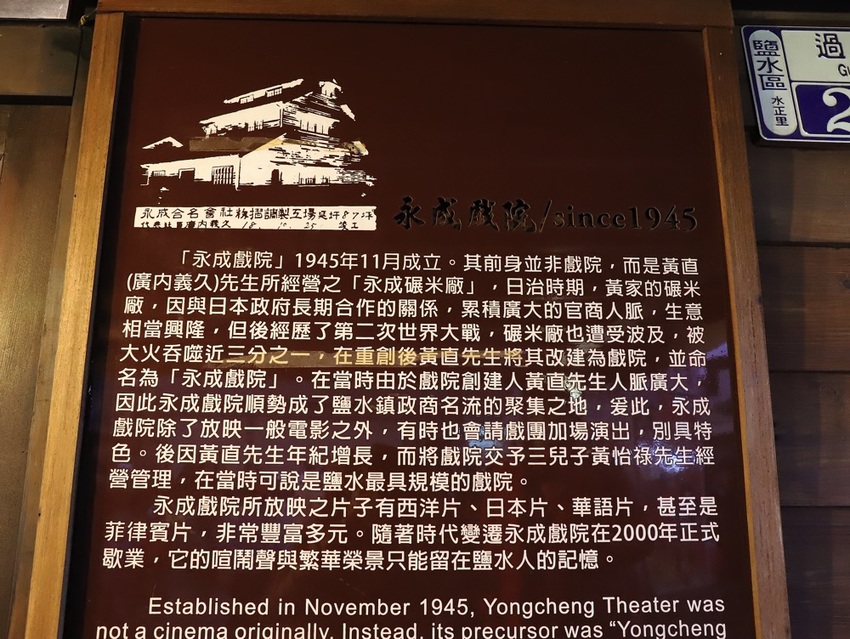 永成戲院/since1945
「永成戲院」1945年11月成立。其前身並非戲院，而是黃直
(廣內義久)先生所經營之「永成碾米廠」，日治時期，黃家的碾米
廠，因與日本政府長期合作的關係，累積廣大的官商人脈，生意
相當興隆，但後經歷了第二次世界大戰，碾米廠也遭受波及，被
大火吞噬近三分之一，在重創後黃直先生將其改建為戲院，並命
名為「永成戲院」。在當時由於戲院創建人黃直先生人脈廣大，
因此永成戲院順勢成了鹽水鎮政商名流的聚集之地，爰此，永成
戲院除了放映一般電影之外，有時也會請戲團加場演出，別具特
色。後因黃直先生年紀增長，而將戲院交予三兒子黃怡祿先生經
營管理，在當時可說是鹽水最具規模的戲院。
永成戲院所放映之片子有西洋片、日本片、華語片，甚至是
菲律賓片，非常豐富多元。隨著時代變遷永成戲院在2000年正式
歇業，它的喧鬧聲與繁華榮景只能留在鹽水人的記憶。
Established in November 1945, Yongcheng Theater was
not a cinema originally. Instead, its precursor was “Yongcheng
鹽水區
水正里
過
Gu
2